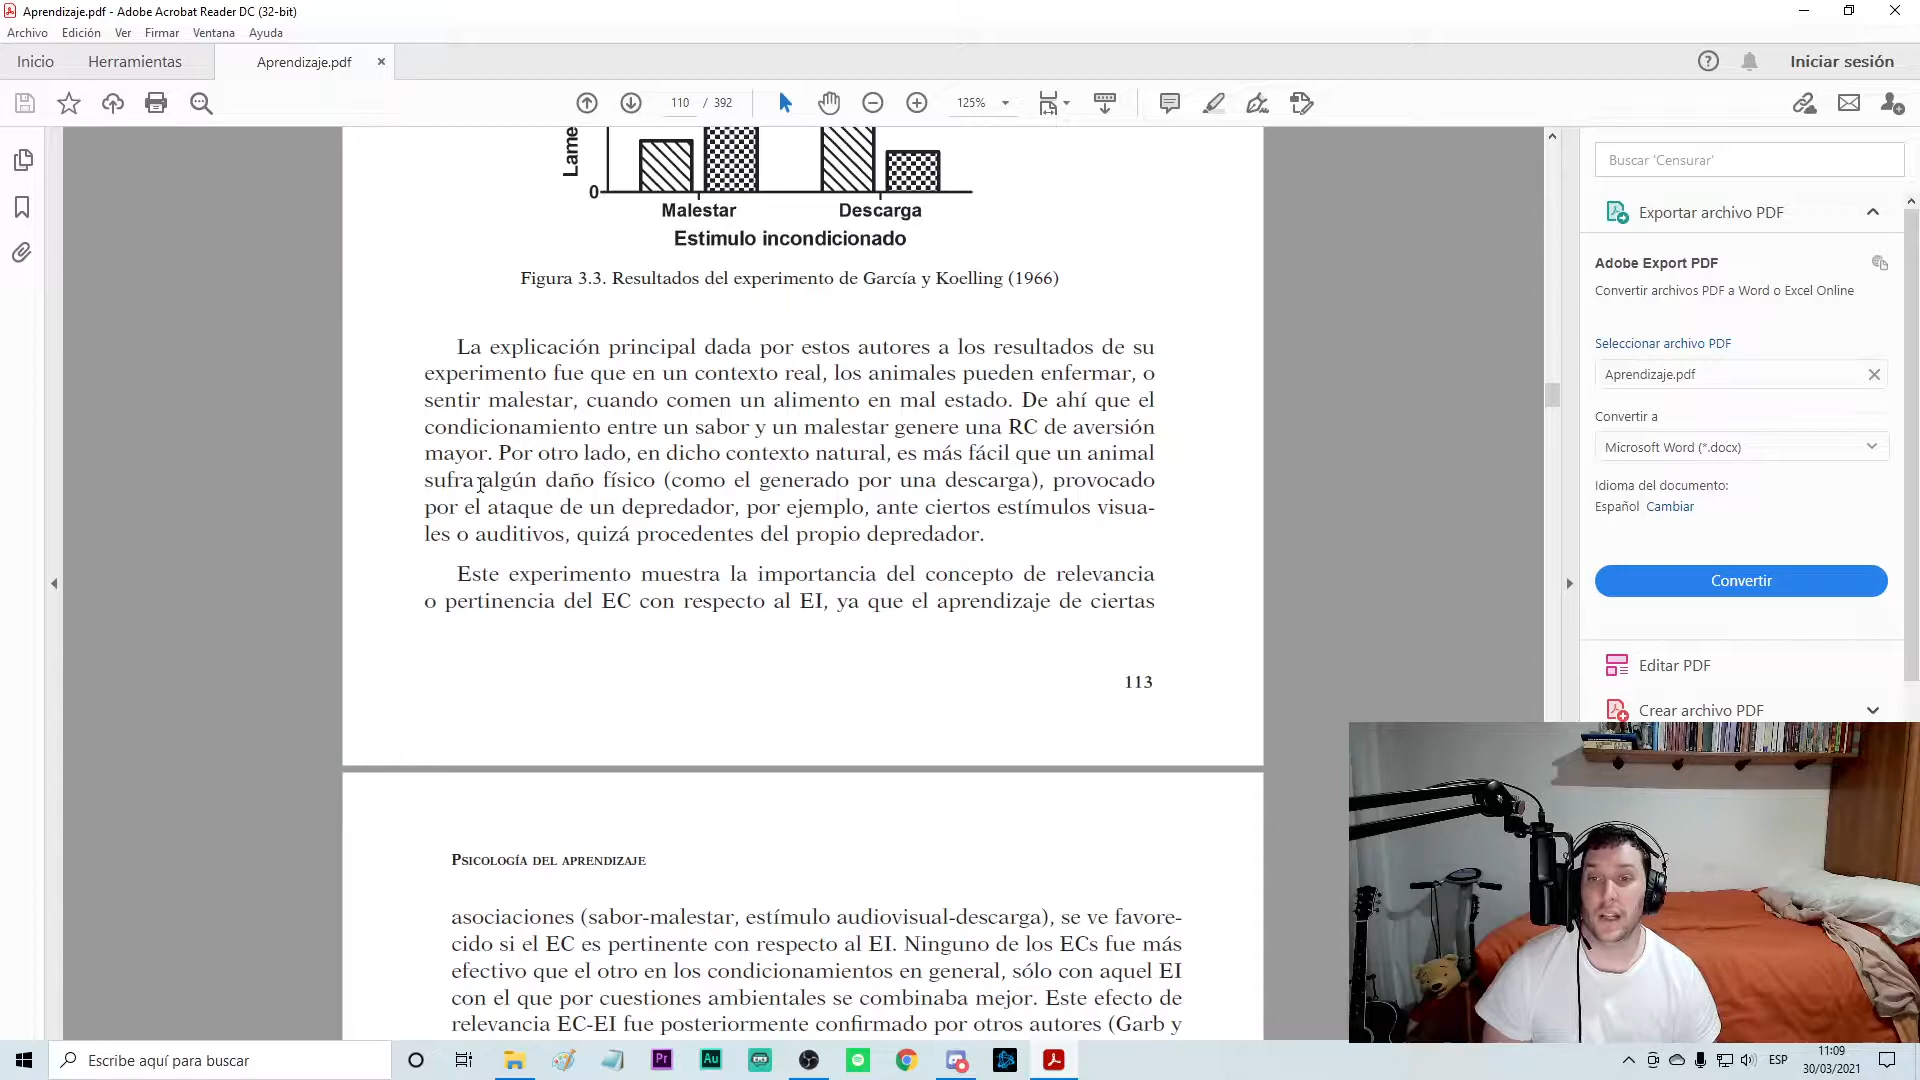 Aprendizaje.pdf - Adobe Acrobat Reader DC (32-bit)
Archivo Edición Ver Firmar Ventana Ayuda
Inicio Herramientas Aprendizaje.pdf × Iniciar sesión
110 / 392 125%
Buscar 'Censurar'
Exportar archivo PDF
Adobe Export PDF
Convertir archivos PDF a Word o Excel Online
Seleccionar archivo PDF
Aprendizaje.pdf
Convertir a
Microsoft Word (*.docx)
Idioma del documento:
Español Cambiar
Convertir
Editar PDF
Crear archivo PDF
Lame
0
Malestar Descarga
Estimulo incondicionado
Figura 3.3. Resultados del experimento de García y Koelling (1966)
La explicación principal dada por estos autores a los resultados de su
experimento fue que en un contexto real, los animales pueden enfermar, o
sentir malestar, cuando comen un alimento en mal estado. De ahí que el
condicionamiento entre un sabor y un malestar genere una RC de aversión
mayor. Por otro lado, en dicho contexto natural, es más fácil que un animal
sufra algún daño físico (como el generado por una descarga), provocado
por el ataque de un depredador, por ejemplo, ante ciertos estímulos visua-
les o auditivos, quizá procedentes del propio depredador.
Este experimento muestra la importancia del concepto de relevancia
o pertinencia del EC con respecto al EI, ya que el aprendizaje de ciertas
113
PSICOLOGÍA DEL APRENDIZAJE
asociaciones (sabor-malestar, estímulo audiovisual-descarga), se ve favore-
cido si el EC es pertinente con respecto al EI. Ninguno de los ECs fue más
efectivo que el otro en los condicionamientos en general, sólo con aquel EI
con el que por cuestiones ambientales se combinaba mejor. Este efecto de
relevancia EC-EI fue posteriormente confirmado por otros autores (Garb y
Escribe aquí para buscar
Pr Au
ESP
11:09
30/03/2021